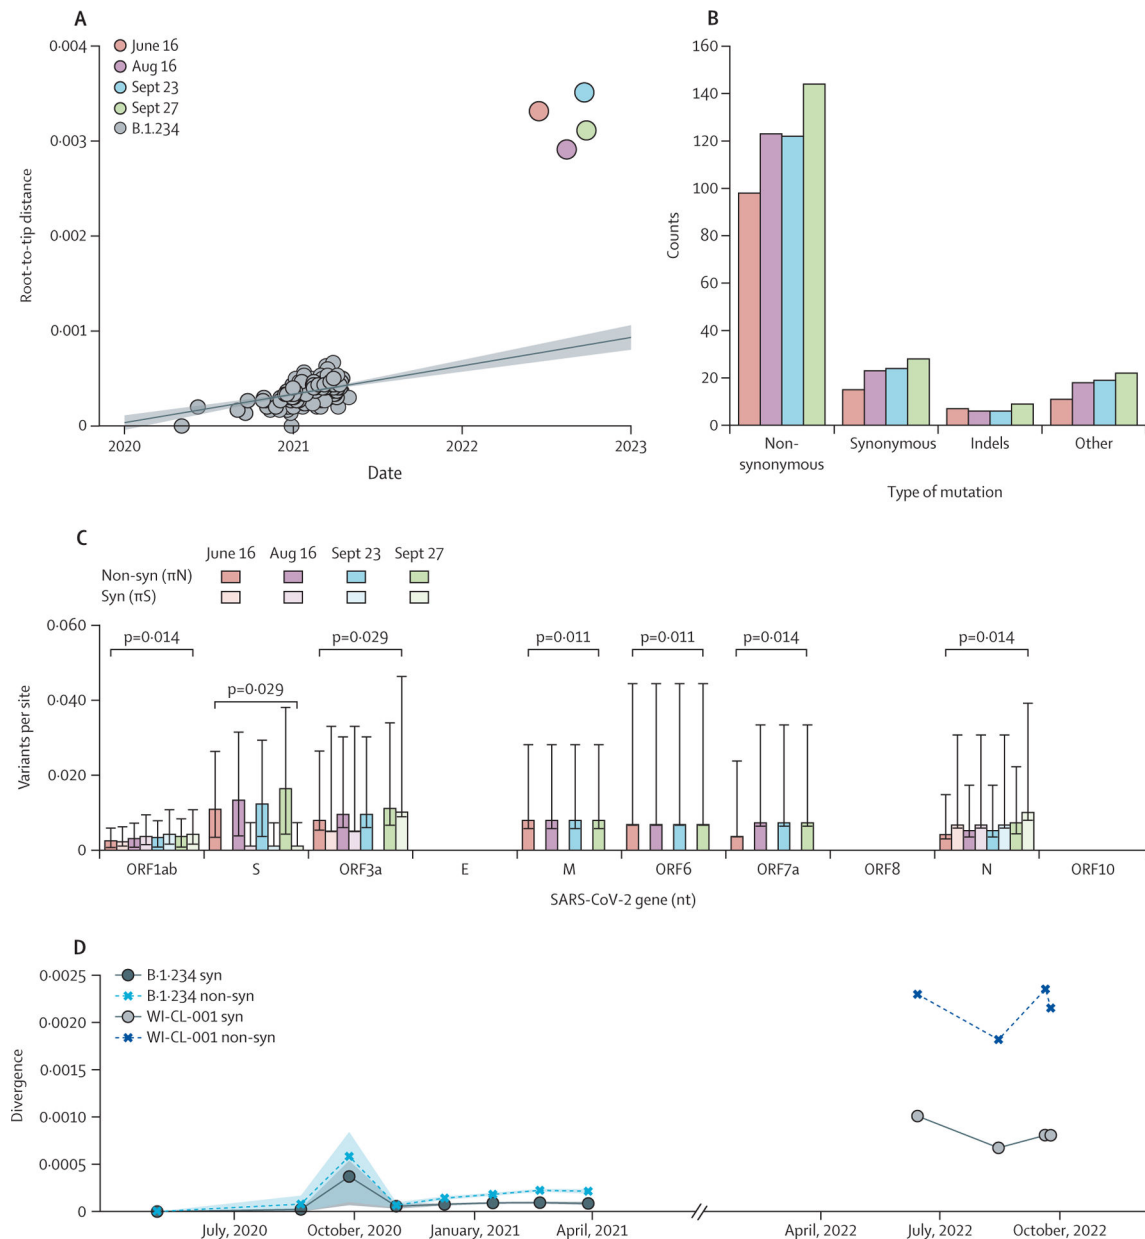 A
0·004
0·003
0·002
0·001
0
Root-to-tip distance
June 16
Aug 16
Sept 23
Sept 27
B.1.234
2020
2021
2022
2023
Date
B
160
140
120
100
80
60
40
20
0
Counts
Non-
synonymous
Synonymous
Indels
Other
Type of mutation
C
June 16
Aug 16
Sept 23
Sept 27
Non-syn (πN)
Syn (πS)
0·060
0·040
0·020
0
Variants per site
p=0·014
p=0·029
p=0·029
p=0·011
p=0·011
p=0·014
p=0·014
ORF1ab
S
ORF3a
E
M
ORF6
ORF7a
ORF8
N
ORF10
SARS-CoV-2 gene (nt)
D
B·1·234 syn
B·1·234 non-syn
WI-CL-001 syn
WI-CL-001 non-syn
0·0025
0·0020
0·0015
0·0010
0·0005
0
Divergence
July, 2020
October, 2020
January, 2021
April, 2021
April, 2022
July, 2022
October, 2022